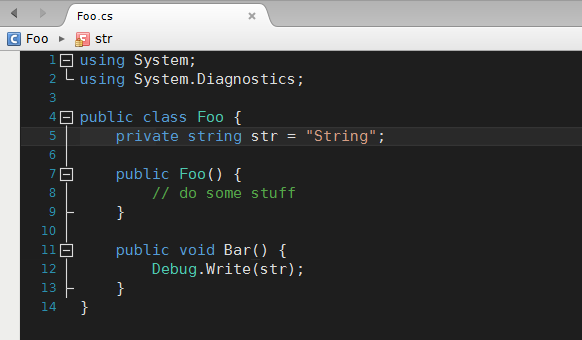 Foo.cs
Foo str
1 using System;
2 using System.Diagnostics;
3
4 public class Foo {
5     private string str = "String";
6
7     public Foo() {
8         // do some stuff
9     }
10
11     public void Bar() {
12         Debug.Write(str);
13     }
14 }